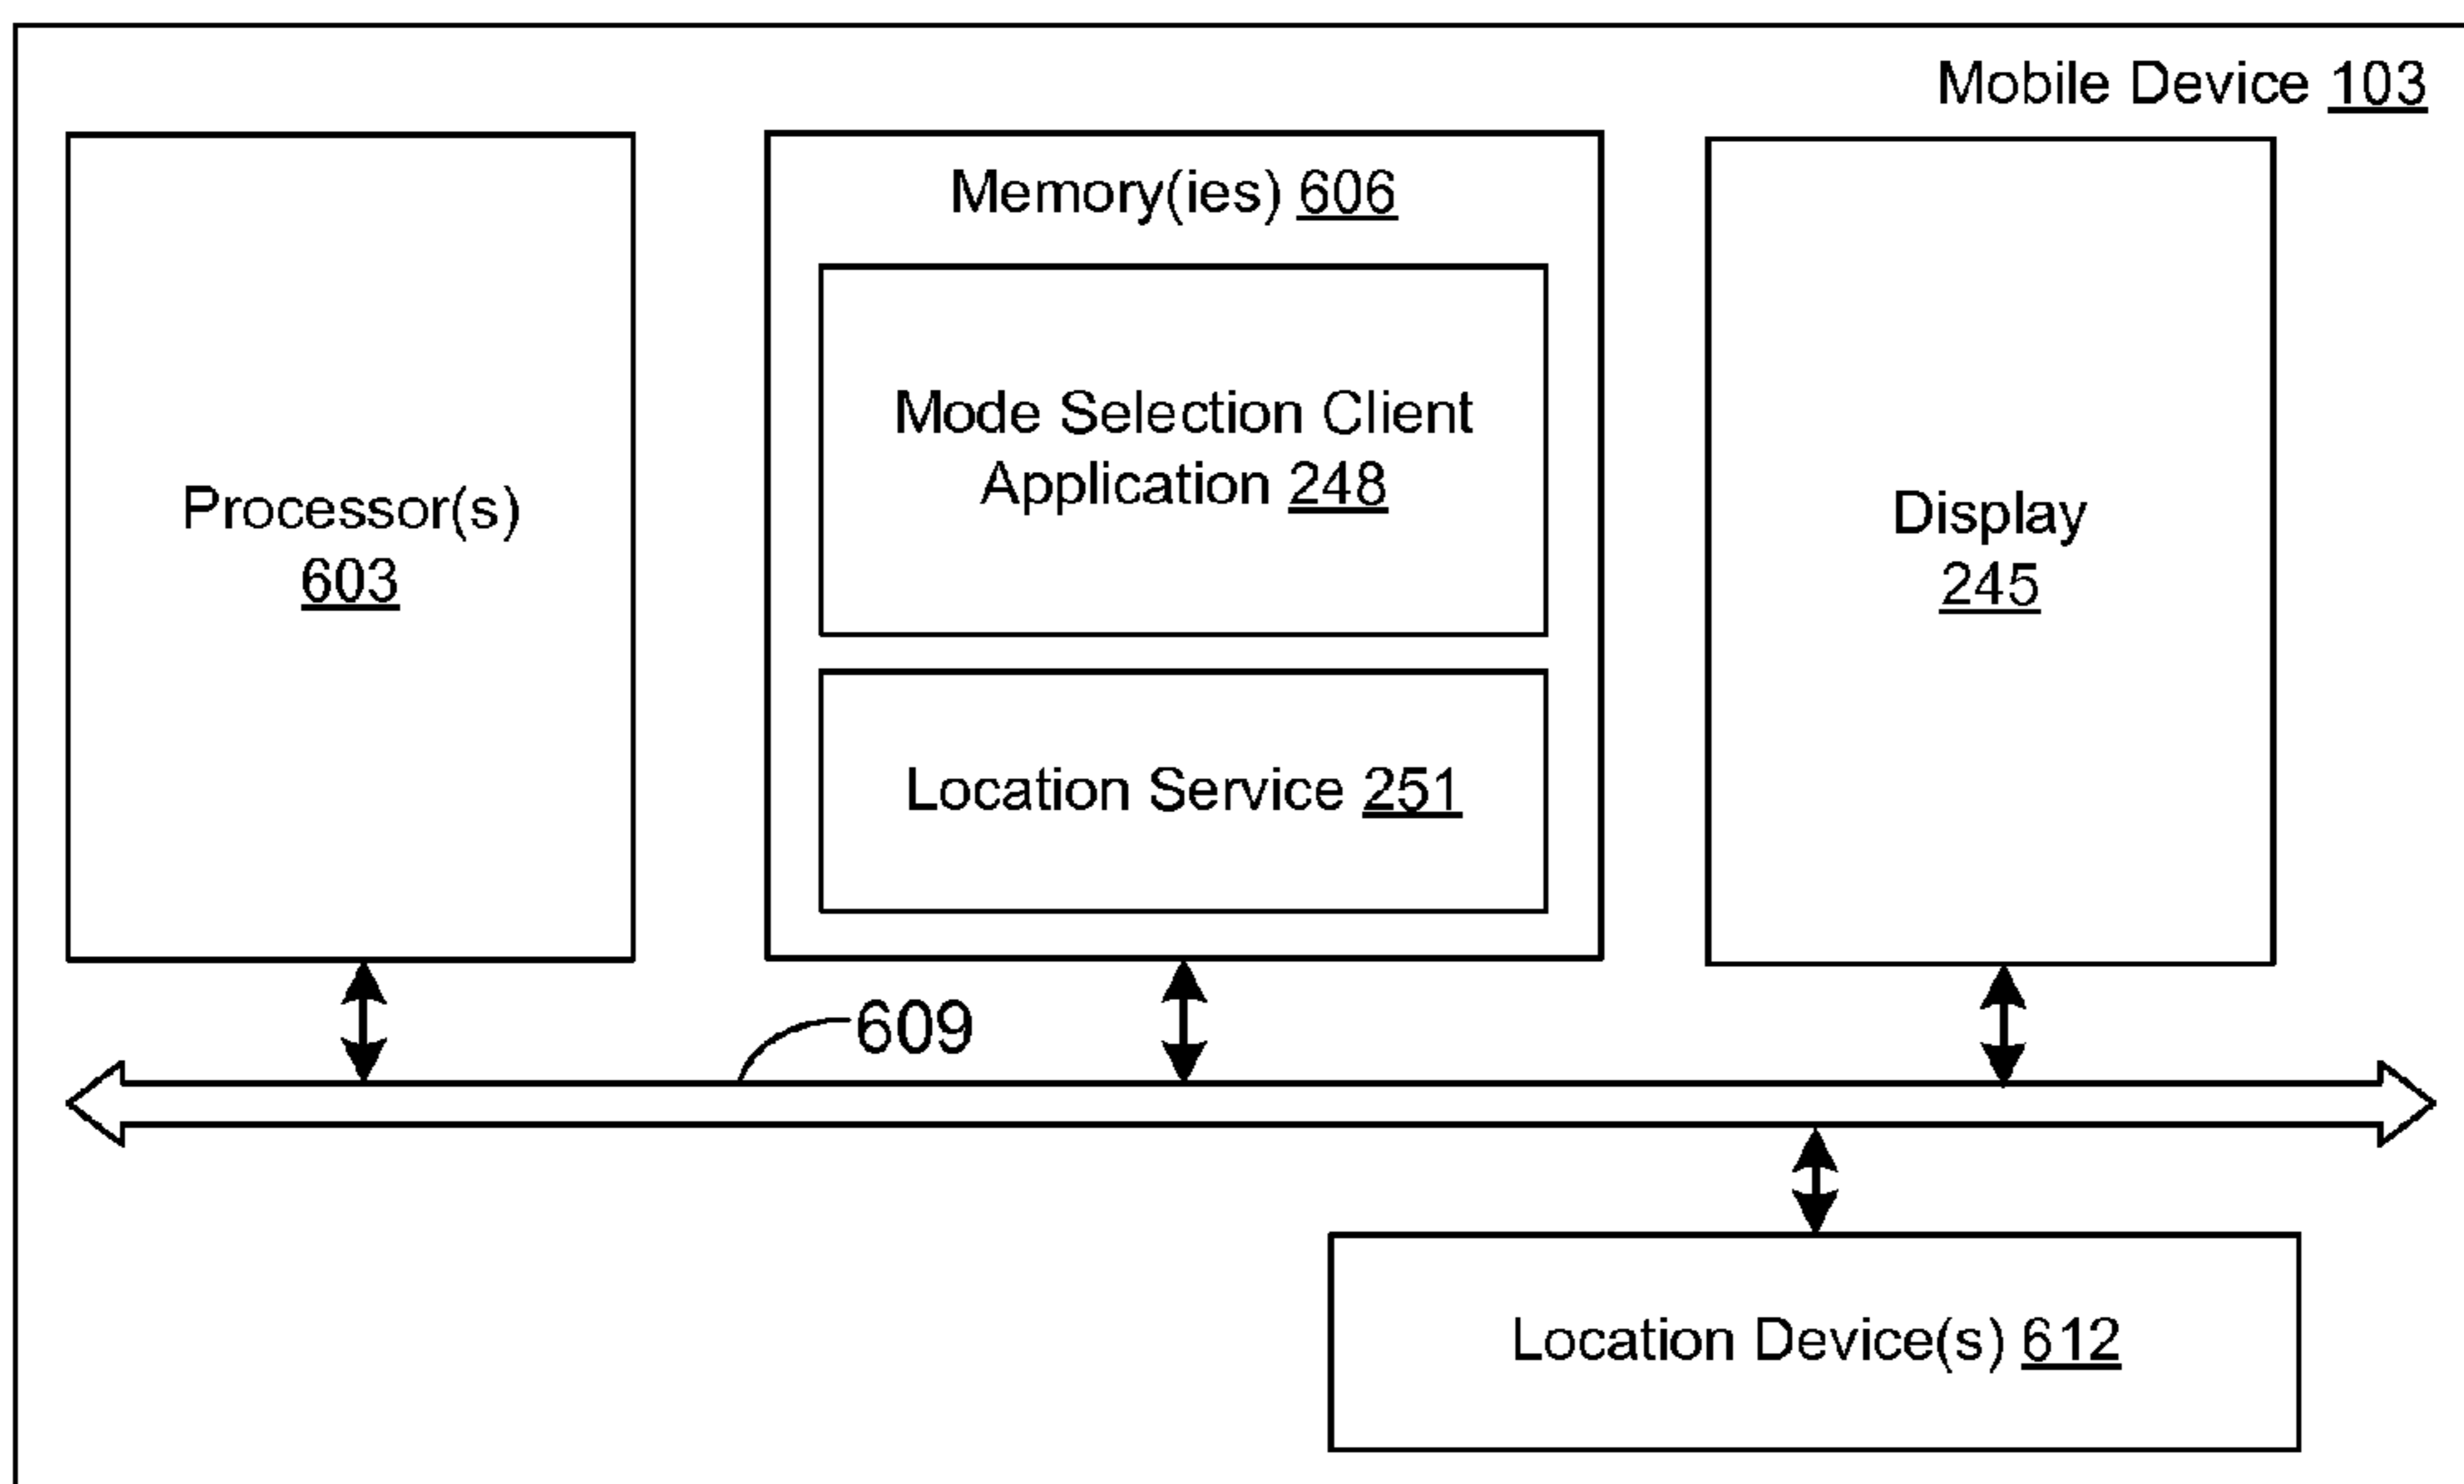 Mobile Device 103
Processor(s)
603
Memory(ies) 606
Mode Selection Client
Application 248
Location Service 251
Display
245
609
Location Device(s) 612